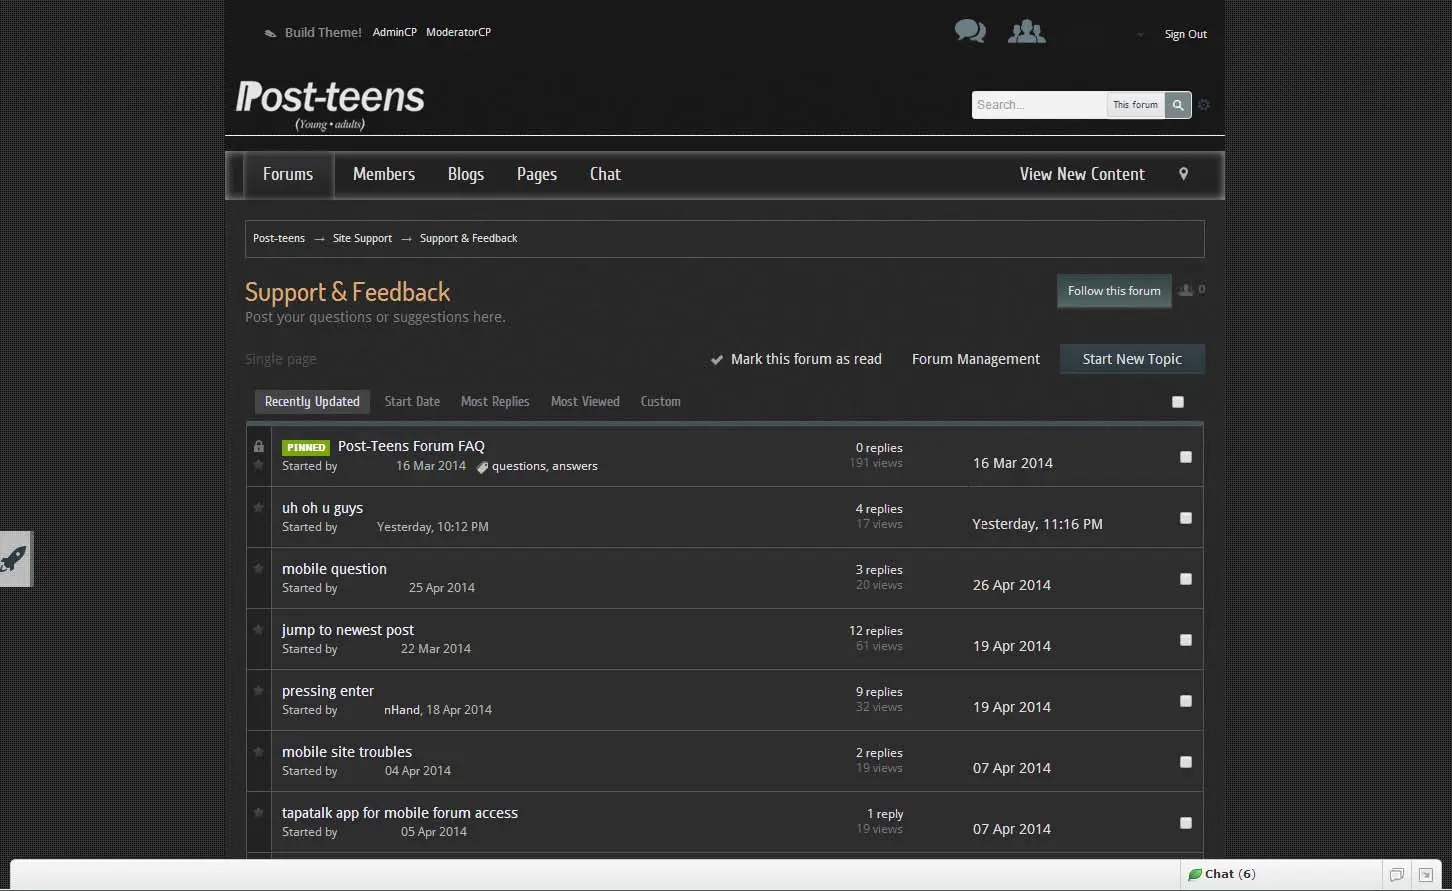 Build Theme! AdminCP ModeratorCP Sign Out
Post-teens
(Young • adults)
Search... This forum
Forums Members Blogs Pages Chat View New Content
Post-teens → Site Support → Support & Feedback
Support & Feedback
Follow this forum 0
Post your questions or suggestions here.
Single page Mark this forum as read Forum Management Start New Topic
Recently Updated Start Date Most Replies Most Viewed Custom
PINNED Post-Teens Forum FAQ 0 replies
Started by 16 Mar 2014 questions, answers 191 views 16 Mar 2014
uh oh u guys 4 replies
Started by Yesterday, 10:12 PM 17 views Yesterday, 11:16 PM
mobile question 3 replies
Started by 25 Apr 2014 20 views 26 Apr 2014
jump to newest post 12 replies
Started by 22 Mar 2014 61 views 19 Apr 2014
pressing enter 9 replies
Started by nHand, 18 Apr 2014 32 views 19 Apr 2014
mobile site troubles 2 replies
Started by 04 Apr 2014 19 views 07 Apr 2014
tapatalk app for mobile forum access 1 reply
Started by 05 Apr 2014 19 views 07 Apr 2014
Chat (6)